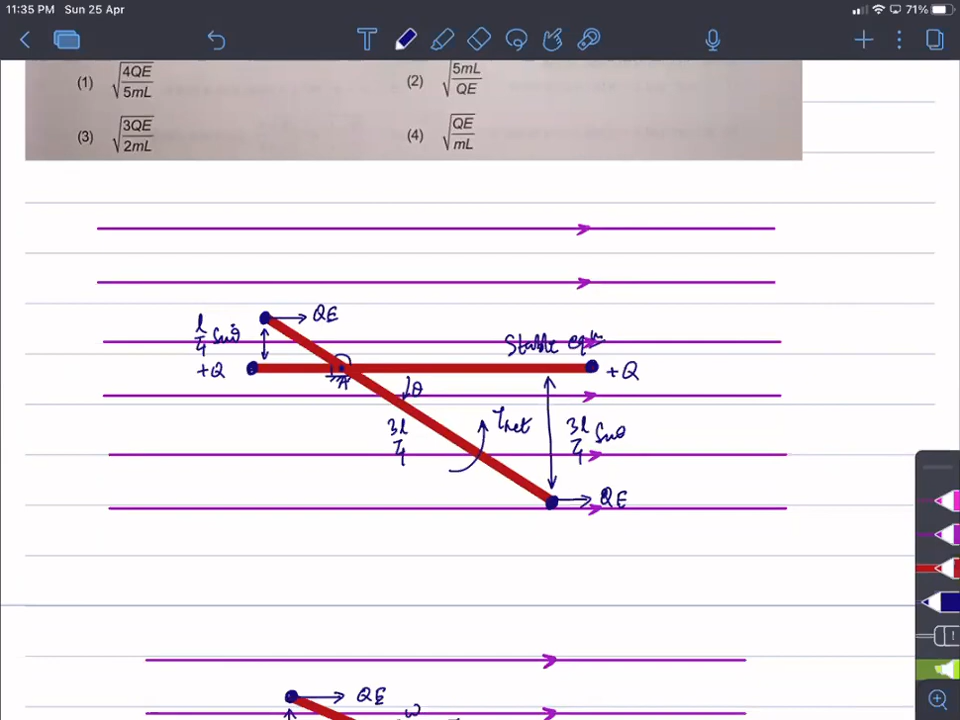 11:35 PM Sun 25 Apr 71%
(1) √(4QE/5mL) (2) √(5mL/QE)
(3) √(3QE/2mL) (4) √(QE/mL)
QE
l/4 Sinθ
Stable eqm
+Q A +Q
θ
3l/4
τnet
3l/4 Sinθ
QE
QE
ω